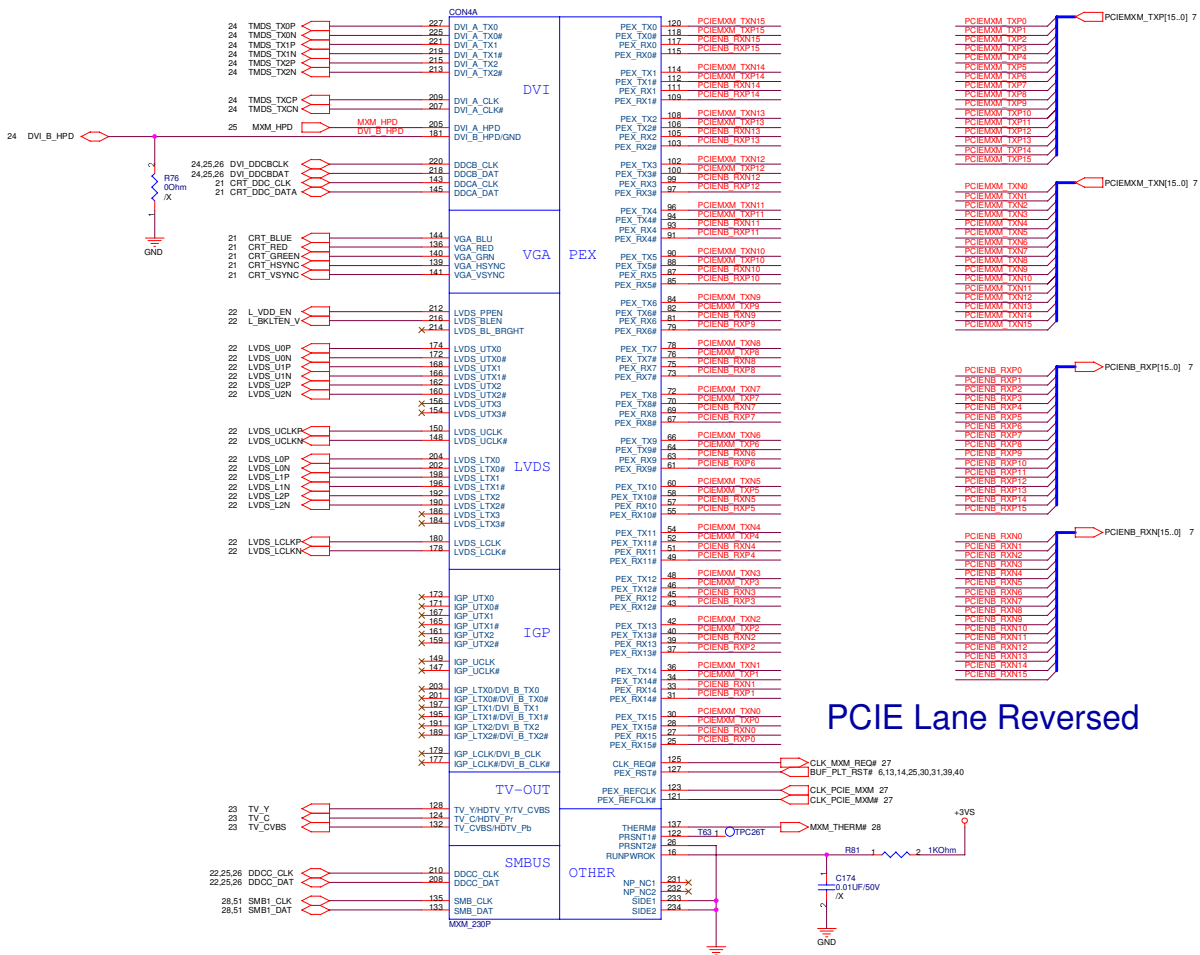 CON4A
24 TMDS_TX0P 227 DVI_A_TX0
24 TMDS_TX0N 225 DVI_A_TX0#
24 TMDS_TX1P 221 DVI_A_TX1
24 TMDS_TX1N 219 DVI_A_TX1#
24 TMDS_TX2P 215 DVI_A_TX2
24 TMDS_TX2N 213 DVI_A_TX2#
DVI
24 TMDS_TXCP 209 DVI_A_CLK
24 TMDS_TXCN 207 DVI_A_CLK#
25 MXM_HPD MXM_HPD 205 DVI_A_HPD
24 DVI_B_HPD DVI_B_HPD 181 DVI_B_HPD/GND
2
R76
0Ohm
/X
1
GND
24,25,26 DVI_DDCBCLK 220 DDCB_CLK
24,25,26 DVI_DDCBDAT 218 DDCB_DAT
21 CRT_DDC_CLK 143 DDCA_CLK
21 CRT_DDC_DATA 145 DDCA_DAT
21 CRT_BLUE 144 VGA_BLU
21 CRT_RED 136 VGA_RED
21 CRT_GREEN 140 VGA_GRN
21 CRT_HSYNC 139 VGA_HSYNC
21 CRT_VSYNC 141 VGA_VSYNC
VGA
22 L_VDD_EN 212 LVDS_PPEN
22 L_BKLTEN_V 216 LVDS_BLEN
214 LVDS_BL_BRGHT
22 LVDS_U0P 174 LVDS_UTX0
22 LVDS_U0N 172 LVDS_UTX0#
22 LVDS_U1P 168 LVDS_UTX1
22 LVDS_U1N 166 LVDS_UTX1#
22 LVDS_U2P 162 LVDS_UTX2
22 LVDS_U2N 160 LVDS_UTX2#
156 LVDS_UTX3
154 LVDS_UTX3#
22 LVDS_UCLKP 150 LVDS_UCLK
22 LVDS_UCLKN 148 LVDS_UCLK#
LVDS
22 LVDS_L0P 204 LVDS_LTX0
22 LVDS_L0N 202 LVDS_LTX0#
22 LVDS_L1P 198 LVDS_LTX1
22 LVDS_L1N 196 LVDS_LTX1#
22 LVDS_L2P 192 LVDS_LTX2
22 LVDS_L2N 190 LVDS_LTX2#
186 LVDS_LTX3
184 LVDS_LTX3#
22 LVDS_LCLKP 180 LVDS_LCLK
22 LVDS_LCLKN 178 LVDS_LCLK#
173 IGP_UTX0
171 IGP_UTX0#
167 IGP_UTX1
165 IGP_UTX1#
161 IGP_UTX2
159 IGP_UTX2#
IGP
149 IGP_UCLK
147 IGP_UCLK#
203 IGP_LTX0/DVI_B_TX0
201 IGP_LTX0#/DVI_B_TX0#
197 IGP_LTX1/DVI_B_TX1
195 IGP_LTX1#/DVI_B_TX1#
191 IGP_LTX2/DVI_B_TX2
189 IGP_LTX2#/DVI_B_TX2#
179 IGP_LCLK/DVI_B_CLK
177 IGP_LCLK#/DVI_B_CLK#
TV-OUT
23 TV_Y 128 TV_Y/HDTV_Y/TV_CVBS
23 TV_C 124 TV_C/HDTV_Pr
23 TV_CVBS 132 TV_CVBS/HDTV_Pb
SMBUS
22,25,26 DDCC_CLK 210 DDCC_CLK
22,25,26 DDCC_DAT 208 DDCC_DAT
28,51 SMB1_CLK 135 SMB_CLK
28,51 SMB1_DAT 133 SMB_DAT
MXM_230P
PEX
PEX_TX0 120 PCIEMXM_TXN15
PEX_TX0# 118 PCIEMXM_TXP15
PEX_RX0 117 PCIENB_RXN15
PEX_RX0# 115 PCIENB_RXP15
PEX_TX1 114 PCIEMXM_TXN14
PEX_TX1# 112 PCIEMXM_TXP14
PEX_RX1 111 PCIENB_RXN14
PEX_RX1# 109 PCIENB_RXP14
PEX_TX2 108 PCIEMXM_TXN13
PEX_TX2# 106 PCIEMXM_TXP13
PEX_RX2 105 PCIENB_RXN13
PEX_RX2# 103 PCIENB_RXP13
PEX_TX3 102 PCIEMXM_TXN12
PEX_TX3# 100 PCIEMXM_TXP12
PEX_RX3 99 PCIENB_RXN12
PEX_RX3# 97 PCIENB_RXP12
PEX_TX4 96 PCIEMXM_TXN11
PEX_TX4# 94 PCIEMXM_TXP11
PEX_RX4 93 PCIENB_RXN11
PEX_RX4# 91 PCIENB_RXP11
PEX_TX5 90 PCIEMXM_TXN10
PEX_TX5# 88 PCIEMXM_TXP10
PEX_RX5 87 PCIENB_RXN10
PEX_RX5# 85 PCIENB_RXP10
PEX_TX6 84 PCIEMXM_TXN9
PEX_TX6# 82 PCIEMXM_TXP9
PEX_RX6 81 PCIENB_RXN9
PEX_RX6# 79 PCIENB_RXP9
PEX_TX7 78 PCIEMXM_TXN8
PEX_TX7# 76 PCIEMXM_TXP8
PEX_RX7 75 PCIENB_RXN8
PEX_RX7# 73 PCIENB_RXP8
PEX_TX8 72 PCIEMXM_TXN7
PEX_TX8# 70 PCIEMXM_TXP7
PEX_RX8 69 PCIENB_RXN7
PEX_RX8# 67 PCIENB_RXP7
PEX_TX9 66 PCIEMXM_TXN6
PEX_TX9# 64 PCIEMXM_TXP6
PEX_RX9 63 PCIENB_RXN6
PEX_RX9# 61 PCIENB_RXP6
PEX_TX10 60 PCIEMXM_TXN5
PEX_TX10# 58 PCIEMXM_TXP5
PEX_RX10 57 PCIENB_RXN5
PEX_RX10# 55 PCIENB_RXP5
PEX_TX11 54 PCIEMXM_TXN4
PEX_TX11# 52 PCIEMXM_TXP4
PEX_RX11 51 PCIENB_RXN4
PEX_RX11# 49 PCIENB_RXP4
PEX_TX12 48 PCIEMXM_TXN3
PEX_TX12# 46 PCIEMXM_TXP3
PEX_RX12 45 PCIENB_RXN3
PEX_RX12# 43 PCIENB_RXP3
PEX_TX13 42 PCIEMXM_TXN2
PEX_TX13# 40 PCIEMXM_TXP2
PEX_RX13 39 PCIENB_RXN2
PEX_RX13# 37 PCIENB_RXP2
PEX_TX14 36 PCIEMXM_TXN1
PEX_TX14# 34 PCIEMXM_TXP1
PEX_RX14 33 PCIENB_RXN1
PEX_RX14# 31 PCIENB_RXP1
PEX_TX15 30 PCIEMXM_TXN0
PEX_TX15# 28 PCIEMXM_TXP0
PEX_RX15 27 PCIENB_RXN0
PEX_RX15# 25 PCIENB_RXP0
CLK_REQ# 125 CLK_MXM_REQ# 27
PEX_RST# 127 BUF_PLT_RST# 6,13,14,25,30,31,39,40
PEX_REFCLK 123 CLK_PCIE_MXM 27
PEX_REFCLK# 121 CLK_PCIE_MXM# 27
THERM# 137 MXM_THERM# 28
PRSNT1# 122 T63 1 TPC26T
PRSNT2# 26
RUNPWROK 16
OTHER
NP_NC1 231
NP_NC2 232
SIDE1 233
SIDE2 234
R81 1 2 1KOhm
+3VS
1
C174
0.01UF/50V
/X
2
GND
PCIEMXM_TXP[15..0] 7
PCIEMXM_TXP0
PCIEMXM_TXP1
PCIEMXM_TXP2
PCIEMXM_TXP3
PCIEMXM_TXP4
PCIEMXM_TXP5
PCIEMXM_TXP6
PCIEMXM_TXP7
PCIEMXM_TXP8
PCIEMXM_TXP9
PCIEMXM_TXP10
PCIEMXM_TXP11
PCIEMXM_TXP12
PCIEMXM_TXP13
PCIEMXM_TXP14
PCIEMXM_TXP15
PCIEMXM_TXN[15..0] 7
PCIEMXM_TXN0
PCIEMXM_TXN1
PCIEMXM_TXN2
PCIEMXM_TXN3
PCIEMXM_TXN4
PCIEMXM_TXN5
PCIEMXM_TXN6
PCIEMXM_TXN7
PCIEMXM_TXN8
PCIEMXM_TXN9
PCIEMXM_TXN10
PCIEMXM_TXN11
PCIEMXM_TXN12
PCIEMXM_TXN13
PCIEMXM_TXN14
PCIEMXM_TXN15
PCIENB_RXP[15..0] 7
PCIENB_RXP0
PCIENB_RXP1
PCIENB_RXP2
PCIENB_RXP3
PCIENB_RXP4
PCIENB_RXP5
PCIENB_RXP6
PCIENB_RXP7
PCIENB_RXP8
PCIENB_RXP9
PCIENB_RXP10
PCIENB_RXP11
PCIENB_RXP12
PCIENB_RXP13
PCIENB_RXP14
PCIENB_RXP15
PCIENB_RXN[15..0] 7
PCIENB_RXN0
PCIENB_RXN1
PCIENB_RXN2
PCIENB_RXN3
PCIENB_RXN4
PCIENB_RXN5
PCIENB_RXN6
PCIENB_RXN7
PCIENB_RXN8
PCIENB_RXN9
PCIENB_RXN10
PCIENB_RXN11
PCIENB_RXN12
PCIENB_RXN13
PCIENB_RXN14
PCIENB_RXN15
PCIE Lane Reversed